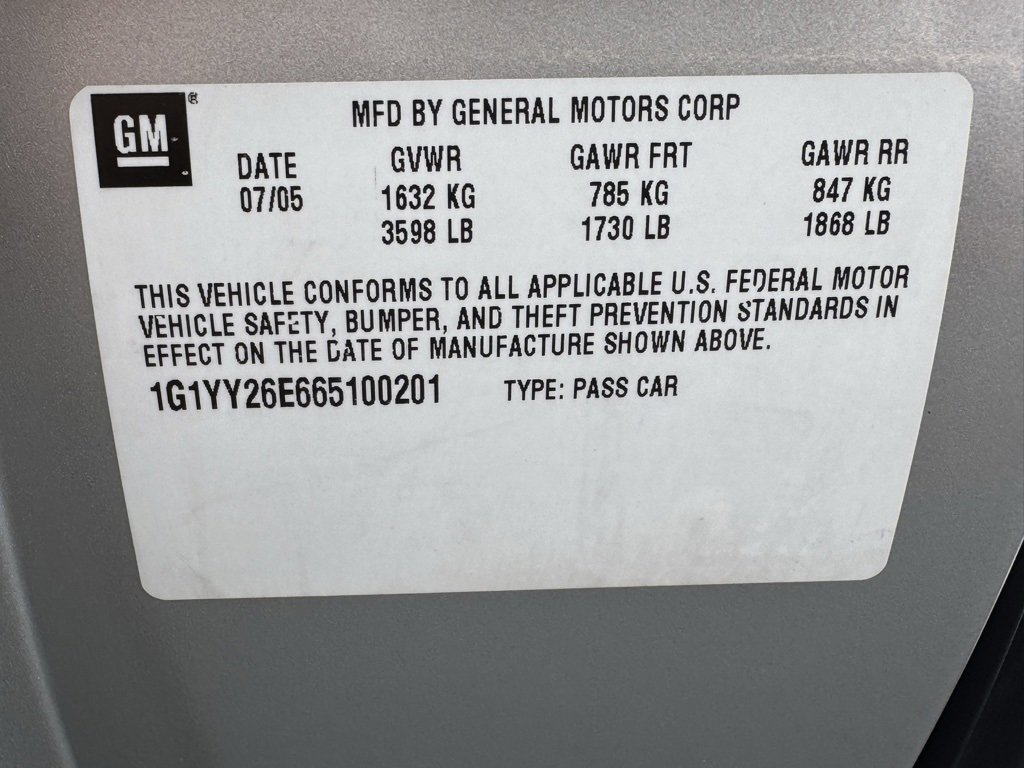 GM ®
MFD BY GENERAL MOTORS CORP
DATE GVWR GAWR FRT GAWR RR
07/05 1632 KG 785 KG 847 KG
3598 LB 1730 LB 1868 LB
THIS VEHICLE CONFORMS TO ALL APPLICABLE U.S. FEDERAL MOTOR
VEHICLE SAFETY, BUMPER, AND THEFT PREVENTION STANDARDS IN
EFFECT ON THE DATE OF MANUFACTURE SHOWN ABOVE.
1G1YY26E665100201 TYPE: PASS CAR